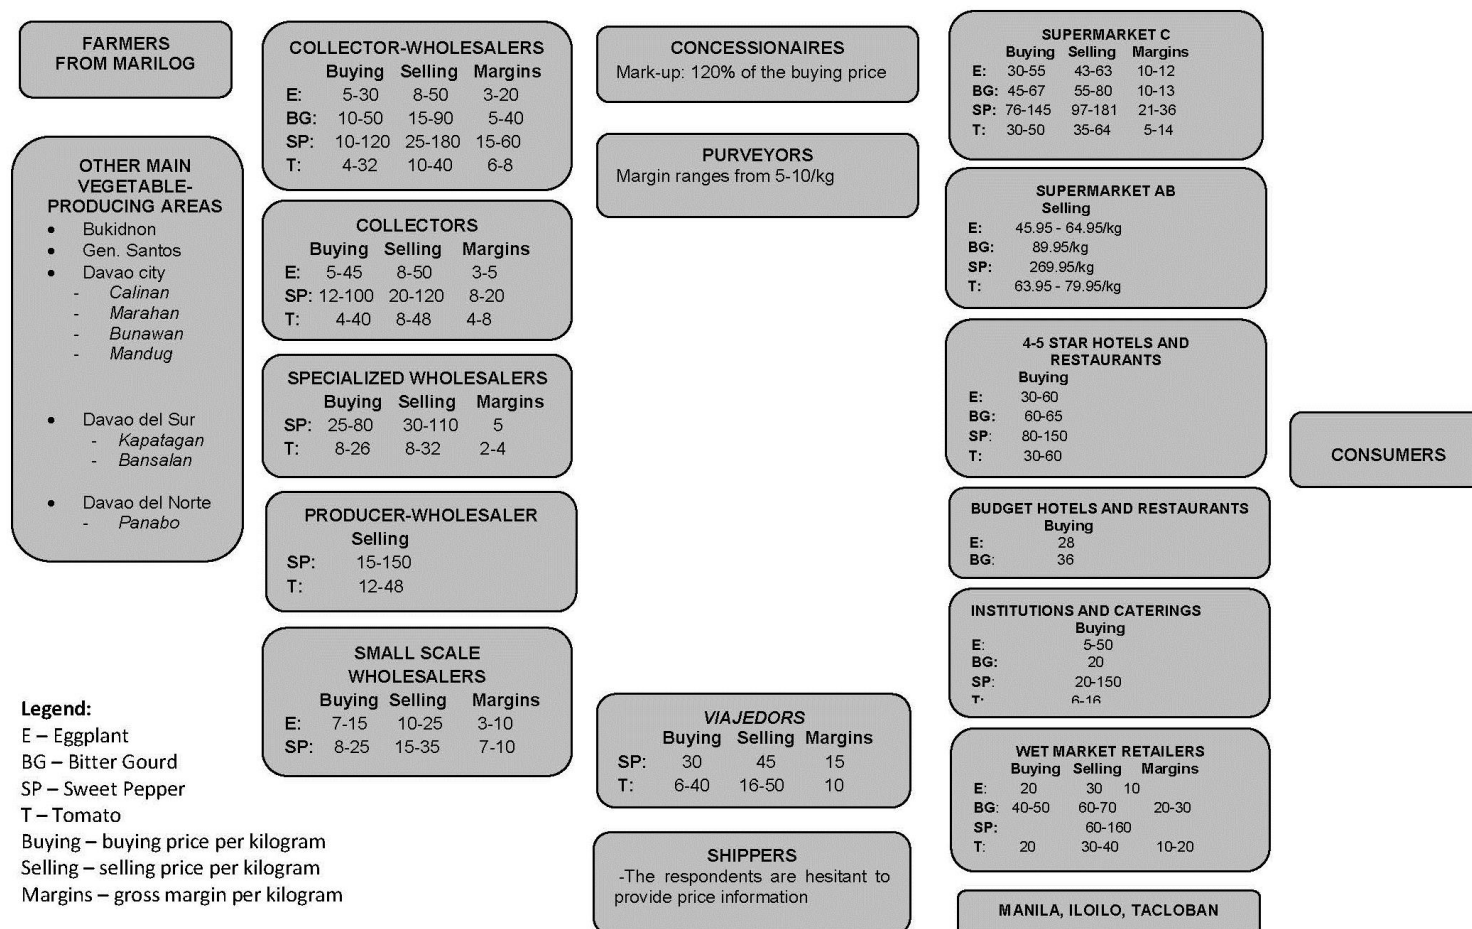 FARMERS
FROM MARILOG
OTHER MAIN
VEGETABLE-
PRODUCING AREAS
• Bukidnon
• Gen. Santos
• Davao city
- Calinan
- Marahan
- Bunawan
- Mandug
• Davao del Sur
- Kapatagan
- Bansalan
• Davao del Norte
- Panabo
Legend:
E – Eggplant
BG – Bitter Gourd
SP – Sweet Pepper
T – Tomato
Buying – buying price per kilogram
Selling – selling price per kilogram
Margins – gross margin per kilogram
COLLECTOR-WHOLESALERS
Buying Selling Margins
E: 5-30 8-50 3-20
BG: 10-50 15-90 5-40
SP: 10-120 25-180 15-60
T: 4-32 10-40 6-8
COLLECTORS
Buying Selling Margins
E: 5-45 8-50 3-5
SP: 12-100 20-120 8-20
T: 4-40 8-48 4-8
SPECIALIZED WHOLESALERS
Buying Selling Margins
SP: 25-80 30-110 5
T: 8-26 8-32 2-4
PRODUCER-WHOLESALER
Selling
SP: 15-150
T: 12-48
SMALL SCALE
WHOLESALERS
Buying Selling Margins
E: 7-15 10-25 3-10
SP: 8-25 15-35 7-10
CONCESSIONAIRES
Mark-up: 120% of the buying price
PURVEYORS
Margin ranges from 5-10/kg
VIAJEDORS
Buying Selling Margins
SP: 30 45 15
T: 6-40 16-50 10
SHIPPERS
-The respondents are hesitant to
provide price information
SUPERMARKET C
Buying Selling Margins
E: 30-55 43-63 10-12
BG: 45-67 55-80 10-13
SP: 76-145 97-181 21-36
T: 30-50 35-64 5-14
SUPERMARKET AB
Selling
E: 45.95 - 64.95/kg
BG: 89.95/kg
SP: 269.95/kg
T: 63.95 - 79.95/kg
4-5 STAR HOTELS AND
RESTAURANTS
Buying
E: 30-60
BG: 60-65
SP: 80-150
T: 30-60
BUDGET HOTELS AND RESTAURANTS
Buying
E: 28
BG: 36
INSTITUTIONS AND CATERINGS
Buying
E: 5-50
BG: 20
SP: 20-150
T: 6-16
WET MARKET RETAILERS
Buying Selling Margins
E: 20 30 10
BG: 40-50 60-70 20-30
SP: 60-160
T: 20 30-40 10-20
MANILA, ILOILO, TACLOBAN
CONSUMERS